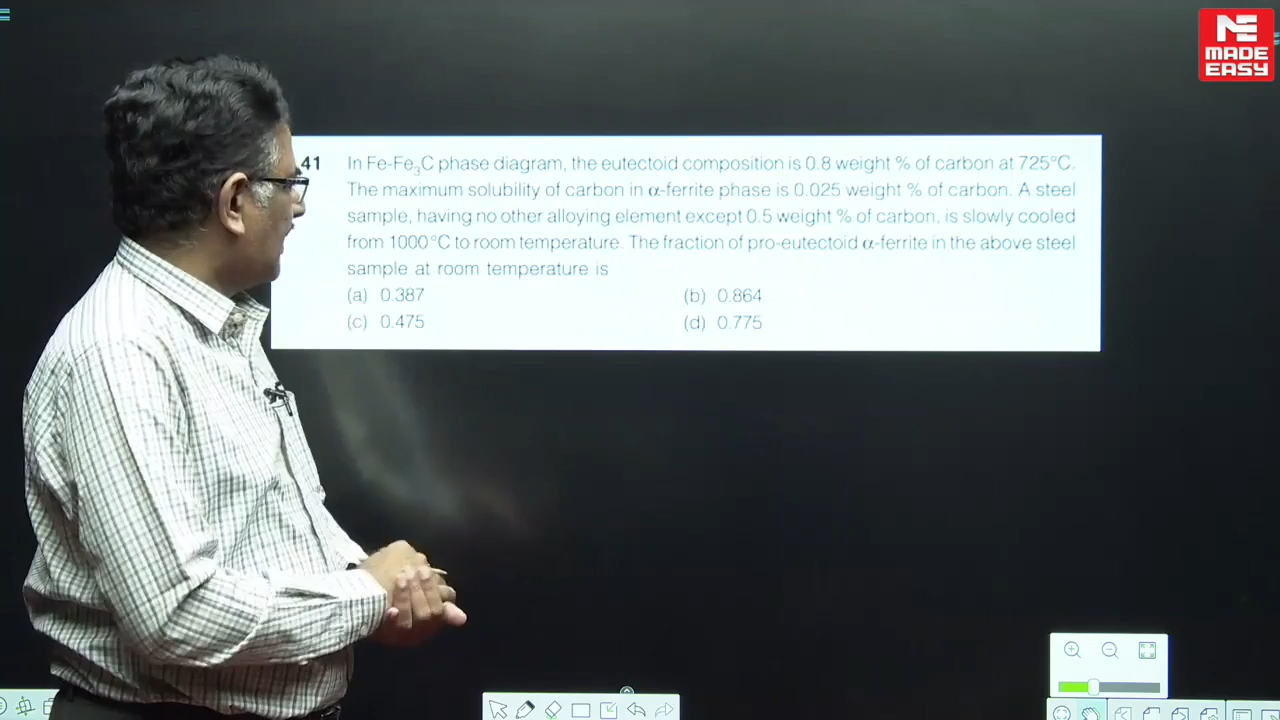 MADE
EASY
41 In Fe-Fe₃C phase diagram, the eutectoid composition is 0.8 weight % of carbon at 725°C.
The maximum solubility of carbon in α-ferrite phase is 0.025 weight % of carbon. A steel
sample, having no other alloying element except 0.5 weight % of carbon, is slowly cooled
from 1000°C to room temperature. The fraction of pro-eutectoid α-ferrite in the above steel
sample at room temperature is
(a) 0.387 (b) 0.864
(c) 0.475 (d) 0.775